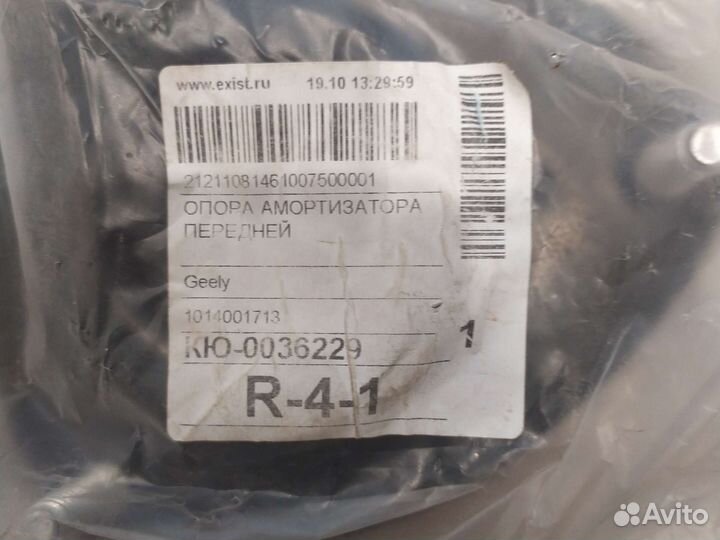 www.exist.ru 19.10 13:29:59
21211081461007500001
ОПОРА АМОРТИЗАТОРА
ПЕРЕДНЕЙ
Geely
1014001713
КЮ-0036229
1
R-4-1
Avito